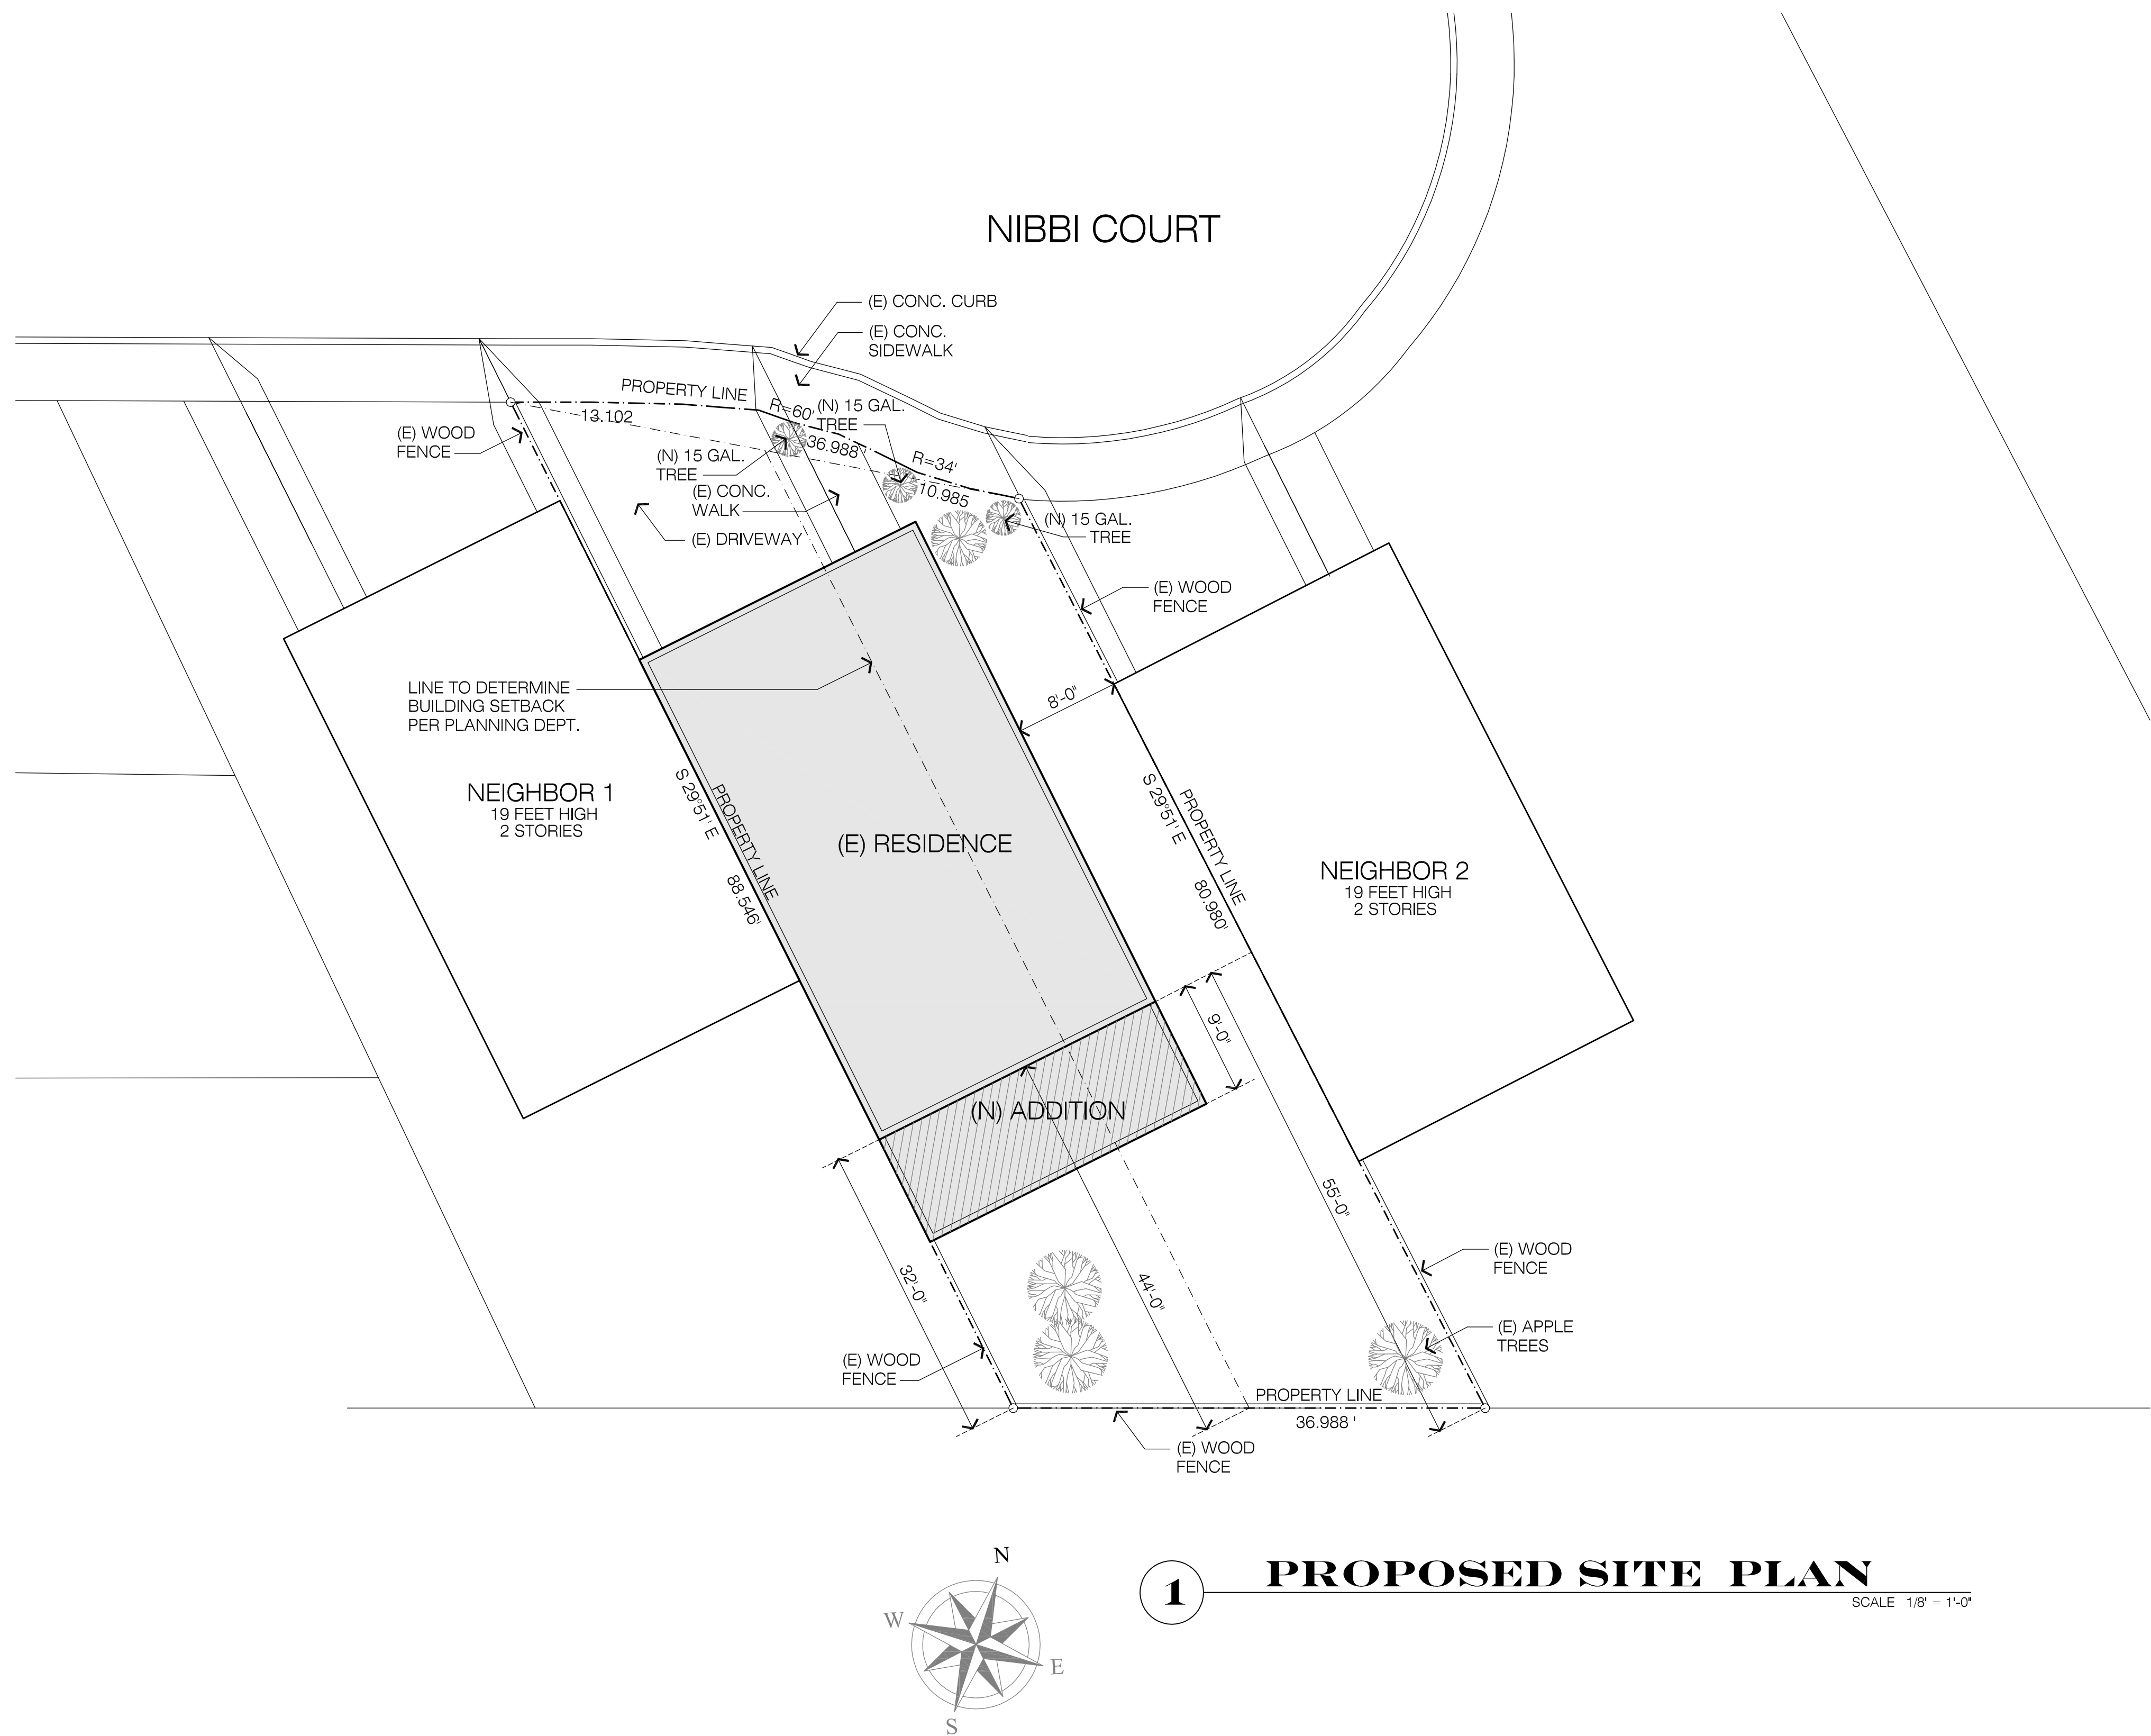 NIBBI COURT
(E) CONC. CURB
(E) CONC.
SIDEWALK
PROPERTY LINE
13.102
R=60'
(N) 15 GAL.
TREE
36.988 '
(E) WOOD
FENCE
(N) 15 GAL.
TREE
R=34'
10.985
(E) CONC.
WALK
(E) DRIVEWAY
(N) 15 GAL.
TREE
(E) WOOD
FENCE
LINE TO DETERMINE
BUILDING SETBACK
PER PLANNING DEPT.
8'-0"
NEIGHBOR 1
19 FEET HIGH
2 STORIES
S 29°51' E
PROPERTY LINE
88.546'
(E) RESIDENCE
S 29°51' E
PROPERTY LINE
80.980'
NEIGHBOR 2
19 FEET HIGH
2 STORIES
9'-0"
(N) ADDITION
55'-0"
32'-0"
44'-0"
(E) WOOD
FENCE
(E) APPLE
TREES
(E) WOOD
FENCE
PROPERTY LINE
36.988 '
(E) WOOD
FENCE
N
W
E
S
1
PROPOSED SITE PLAN
SCALE 1/8" = 1'-0"